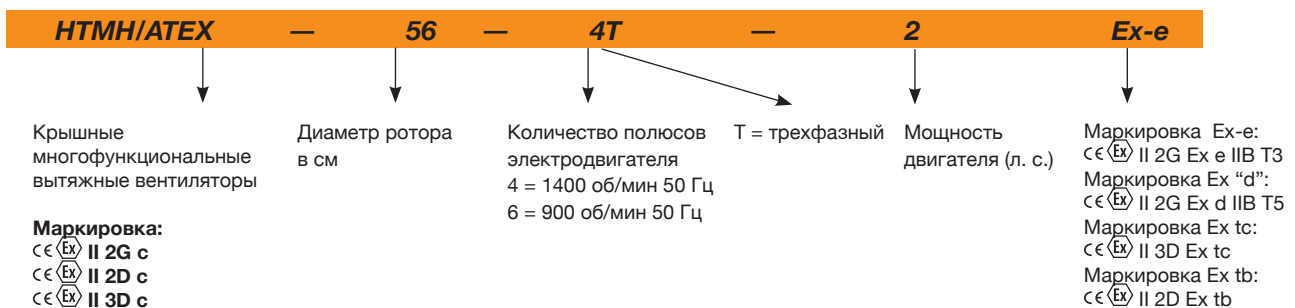 HTMH/ATEX — 56 — 4T — 2 Ex-e
Крышные
многофункциональные
вытяжные вентиляторы
Маркировка:
CE Ex II 2G c
CE Ex II 2D c
CE Ex II 3D c
Диаметр ротора
в см
Количество полюсов
электродвигателя
4 = 1400 об/мин 50 Гц
6 = 900 об/мин 50 Гц
T = трехфазный
Мощность
двигателя (л. с.)
Маркировка Ex-e:
CE Ex II 2G Ex e IIB T3
Маркировка Ex “d”:
CE Ex II 2G Ex d IIB T5
Маркировка Ex tc:
CE Ex II 3D Ex tc
Маркировка Ex tb:
CE Ex II 2D Ex tb